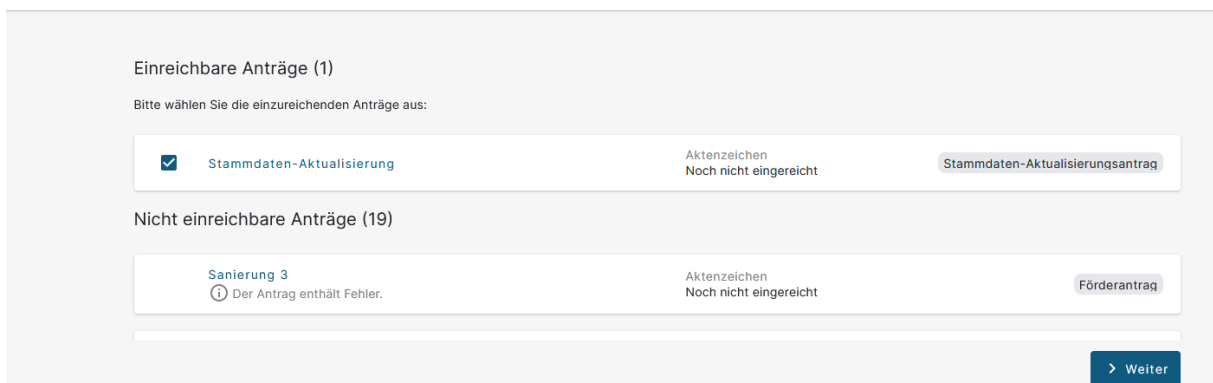 Einreichbare Anträge (1)
Bitte wählen Sie die einzureichenden Anträge aus:
Stammdaten-Aktualisierung
Aktenzeichen
Noch nicht eingereicht
Stammdaten-Aktualisierungsantrag
Nicht einreichbare Anträge (19)
Sanierung 3
Der Antrag enthält Fehler.
Aktenzeichen
Noch nicht eingereicht
Förderantrag
Weiter